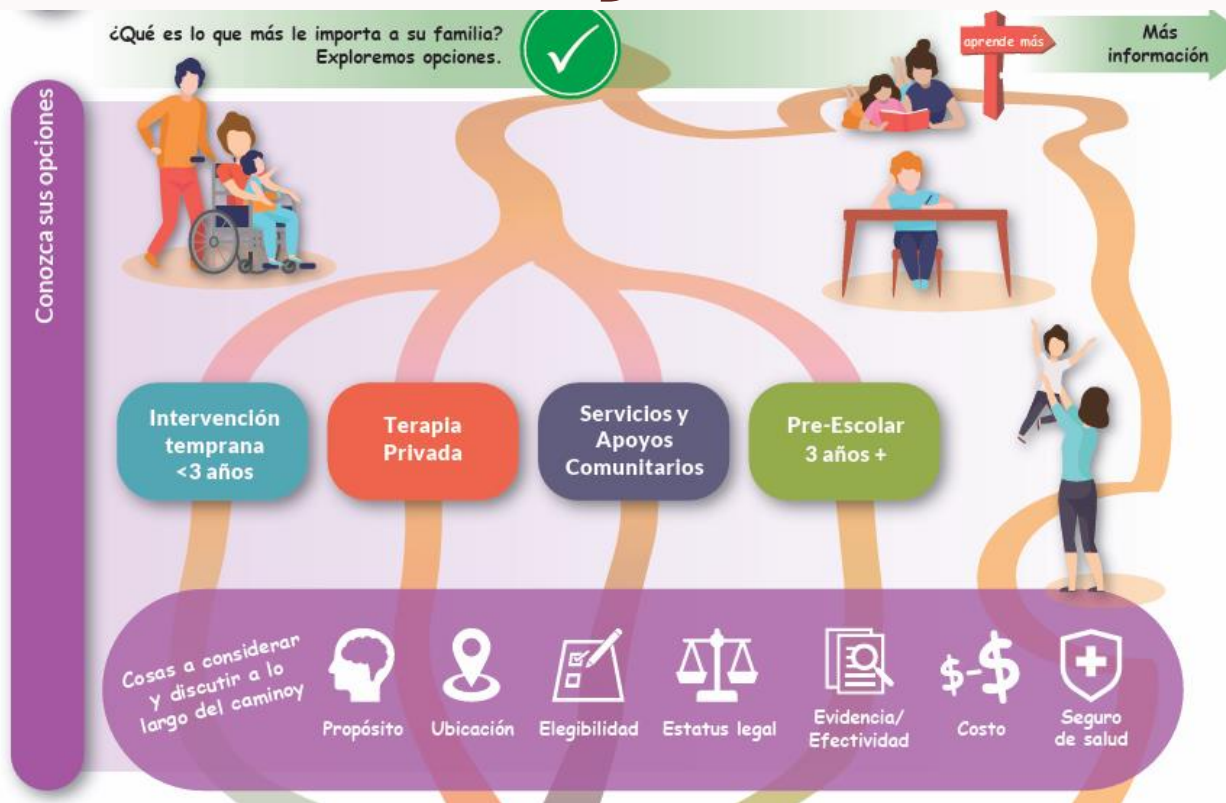 ¿Qué es lo que más le importa a su familia?
Exploremos opciones.
aprende más
Más
información
Conozca sus opciones
Intervención
temprana
<3 años
Terapia
Privada
Servicios y
Apoyos
Comunitarios
Pre-Escolar
3 años +
Cosas a considerar
y discutir a lo
largo del caminoy
Propósito
Ubicación
Elegibilidad
Estatus legal
Evidencia/
Efectividad
$-$
Costo
Seguro
de salud